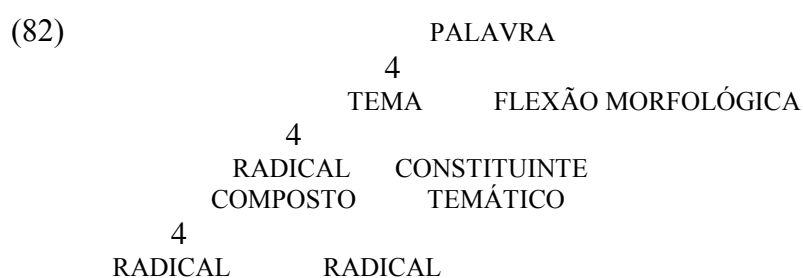 (82) PALAVRA
4
TEMA FLEXÃO MORFOLÓGICA
4
RADICAL CONSTITUINTE
COMPOSTO TEMÁTICO
4
RADICAL RADICAL